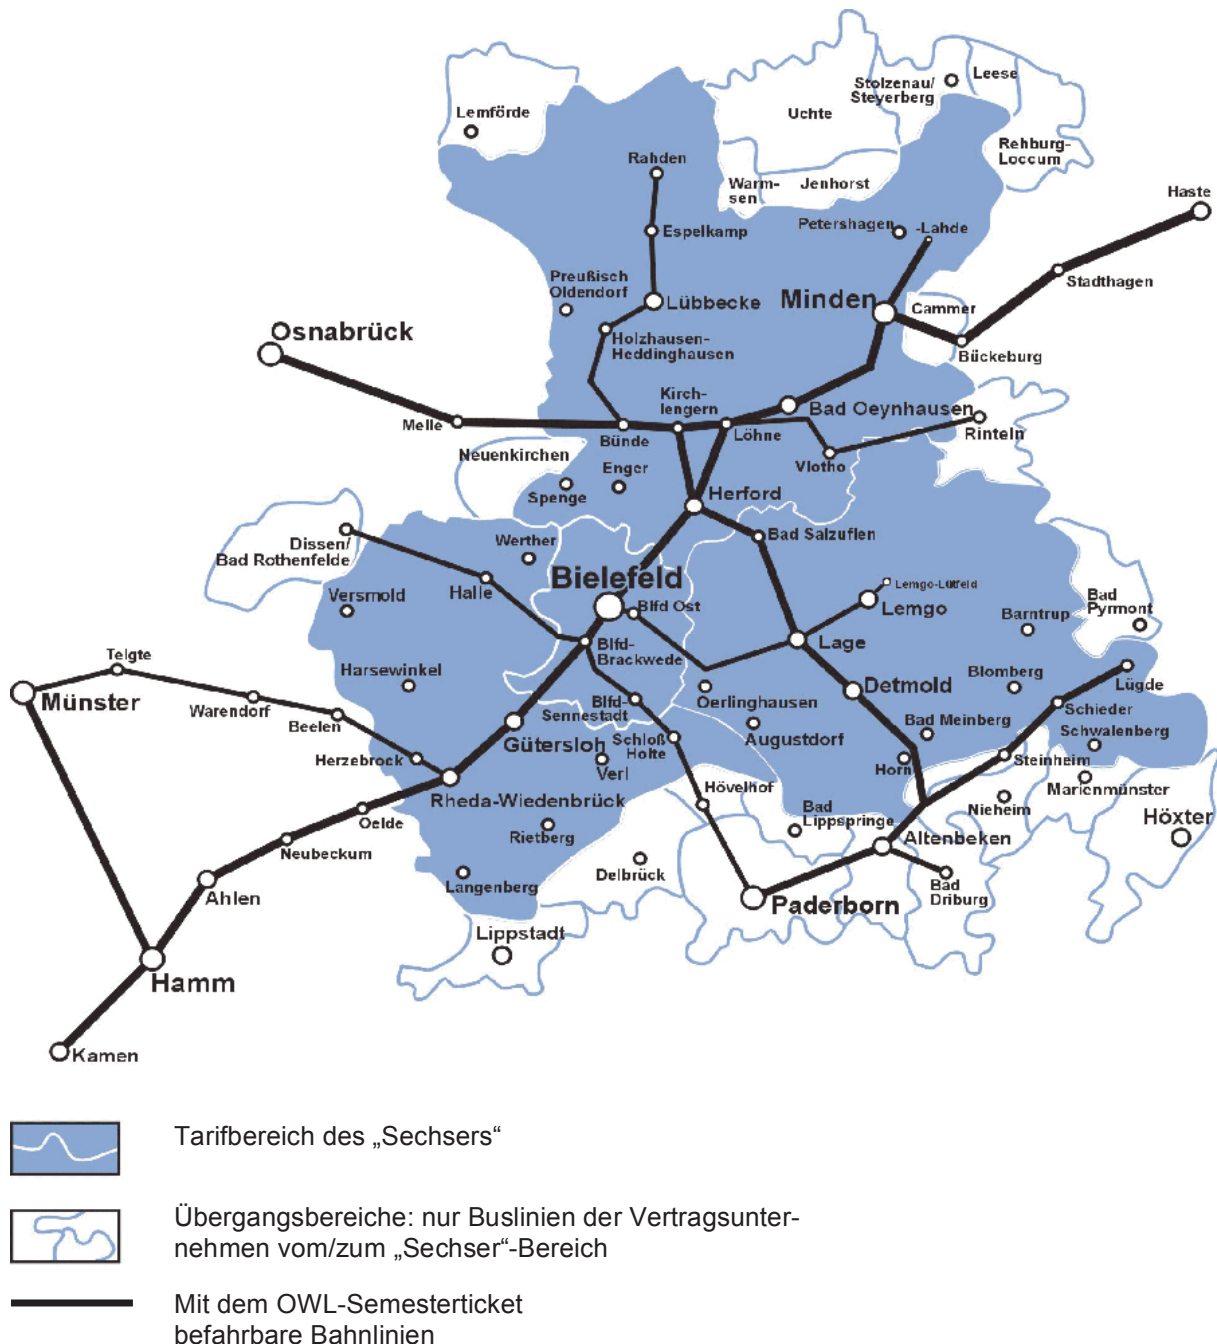 Lemförde
Stolzenau/
Steyerberg
Leese
Uchte
Rehburg-
Loccum
Rahden
Warm-
sen
Jenhorst
Haste
Petershagen
-Lahde
Espelkamp
Stadthagen
Preußisch
Oldendorf
Lübbecke
Minden
Cammer
Osnabrück
Holzhausen-
Heddinghausen
Bückeburg
Kirch-
lengern
Bad Oeynhausen
Melle
Bünde
Löhne
Rinteln
Neuenkirchen
Enger
Vlotho
Spenge
Herford
Dissen/
Bad Rothenfelde
Werther
Bad Salzuflen
Bielefeld
Lemgo-Lüttfeld
Versmold
Halle
Blfd Ost
Lemgo
Barntrup
Bad
Pyrmont
Blfd-
Brackwede
Lage
Telgte
Harsewinkel
Münster
Warendorf
Beelen
Blfd-
Sennestadt
Oerlinghausen
Detmold
Blomberg
Lügde
Schieder
Gütersloh
Schloß
Holte
Augustdorf
Bad Meinberg
Schwalenberg
Herzebrock
Verl
Horn
Steinheim
Rheda-Wiedenbrück
Hövelhof
Marienmünster
Oelde
Bad
Lippspringe
Nieheim
Höxter
Rietberg
Altenbeken
Neubeckum
Langenberg
Delbrück
Bad
Driburg
Ahlen
Paderborn
Lippstadt
Hamm
Kamen
Tarifbereich des „Sechsers“
Übergangsbereiche: nur Buslinien der Vertragsunter-
nehmen vom/zum „Sechser“-Bereich
Mit dem OWL-Semesterticket
befahrbare Bahnlinien